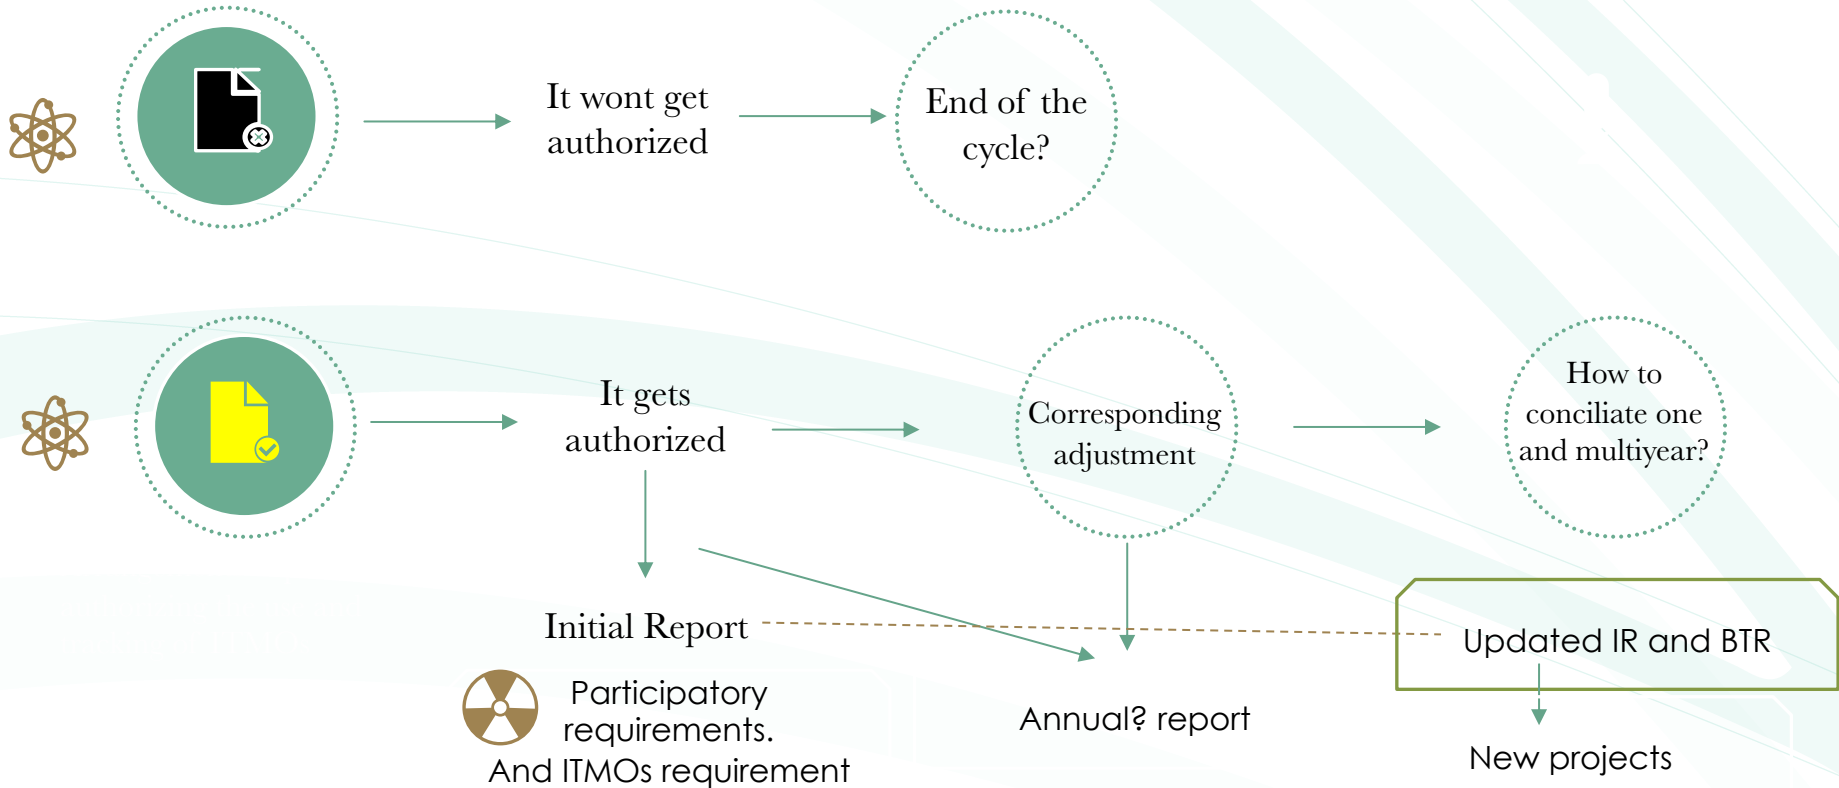 It wont get
authorized
End of the
cycle?
It gets
authorized
Corresponding
adjustment
How to
conciliate one
and multiyear?
Initial Report
Participatory
requirements.
And ITMOs requirement
Annual? report
Updated IR and BTR
New projects